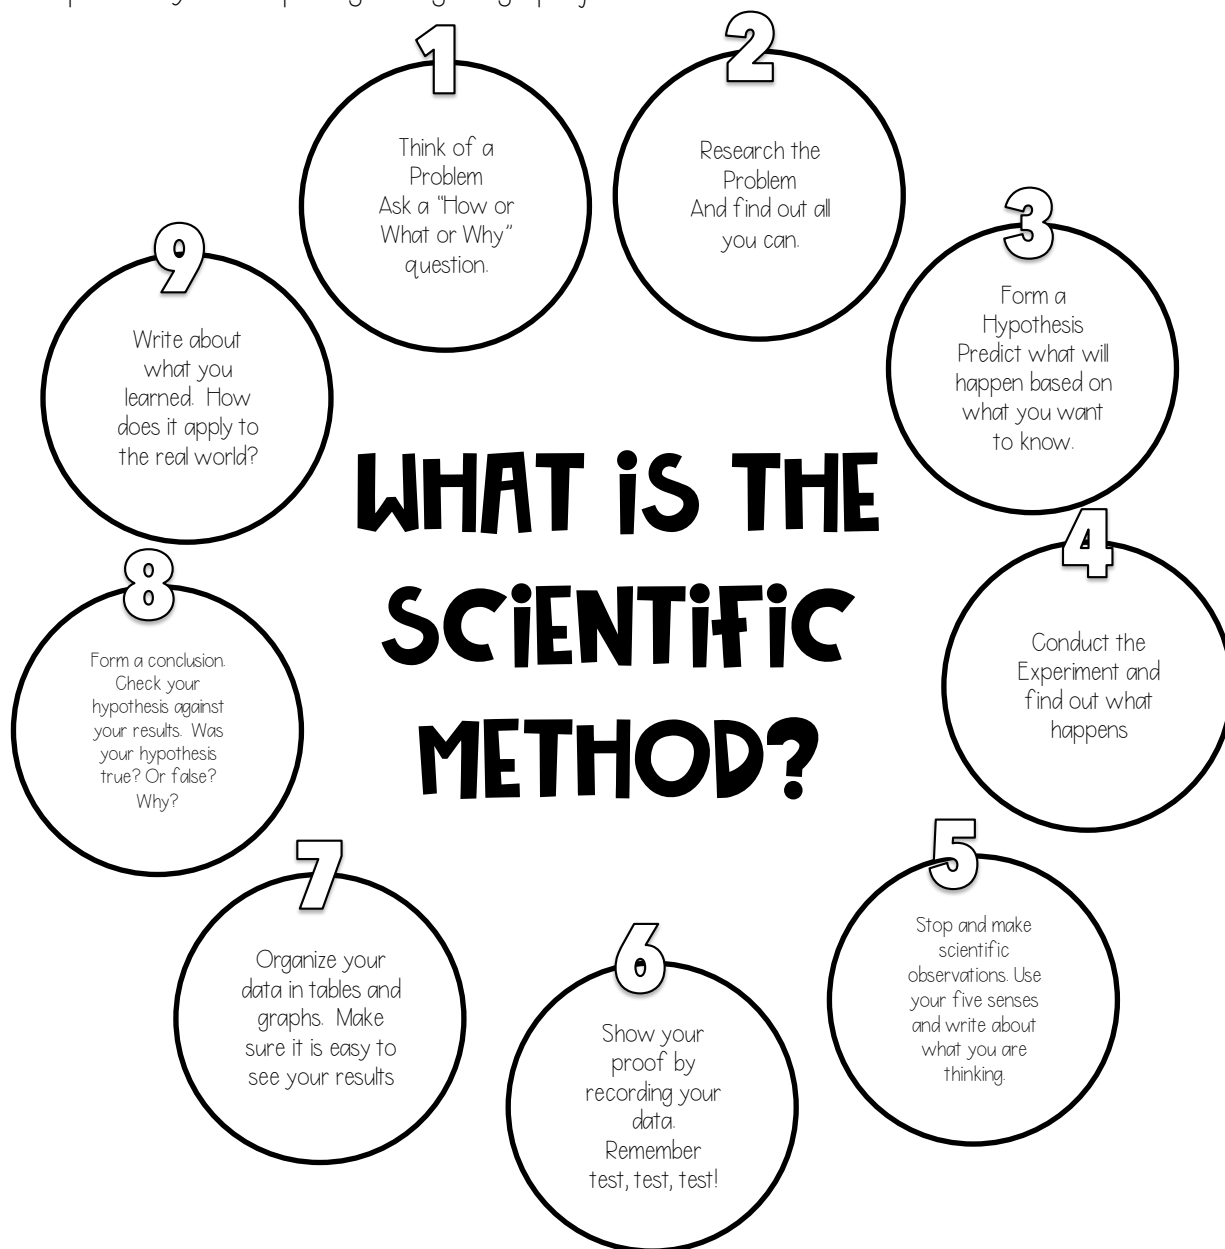 1
Think of a
Problem
Ask a “How or
What or Why”
question.
2
Research the
Problem
And find out all
you can.
3
Form a
Hypothesis
Predict what will
happen based on
what you want
to know.
4
Conduct the
Experiment and
find out what
happens
5
Stop and make
scientific
observations. Use
your five senses
and write about
what you are
thinking.
6
Show your
proof by
recording your
data.
Remember
test, test, test!
7
Organize your
data in tables and
graphs.  Make
sure it is easy to
see your results
8
Form a conclusion.
Check your
hypothesis against
your results.  Was
your hypothesis
true? Or false?
Why?
9
Write about
what you
learned.  How
does it apply to
the real world?
WHAT iS THE
SCiENTiFiC
METHOD?